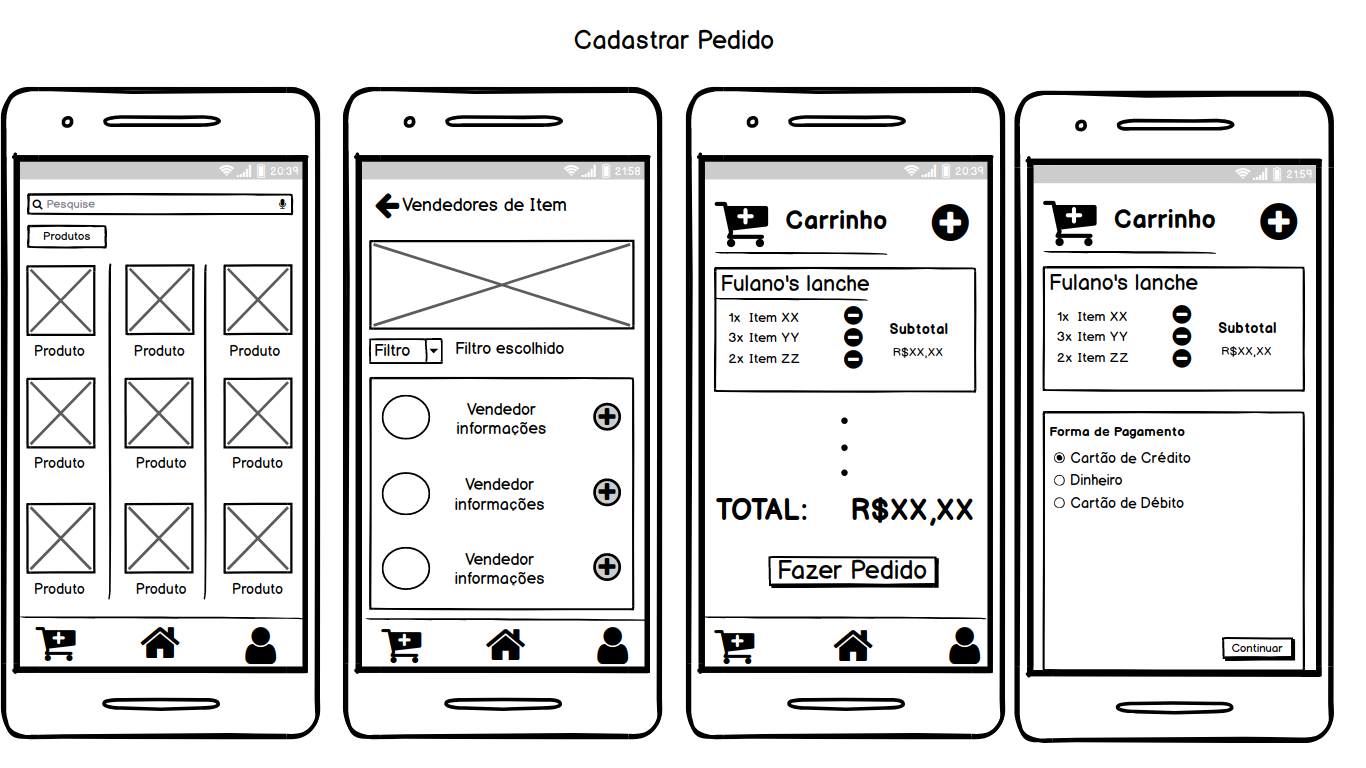 Cadastrar Pedido
20:39
Pesquise
Produtos
Produto Produto Produto
Produto Produto Produto
Produto Produto Produto
21:58
Vendedores de Item
Filtro Filtro escolhido
Vendedor
informações
Vendedor
informações
Vendedor
informações
20:39
Carrinho
Fulano's lanche
1x Item XX
3x Item YY
2x Item ZZ
Subtotal
R$XX,XX
TOTAL: R$XX,XX
Fazer Pedido
21:59
Carrinho
Fulano's lanche
1x Item XX
3x Item YY
2x Item ZZ
Subtotal
R$XX,XX
Forma de Pagamento
Cartão de Crédito
Dinheiro
Cartão de Débito
Continuar